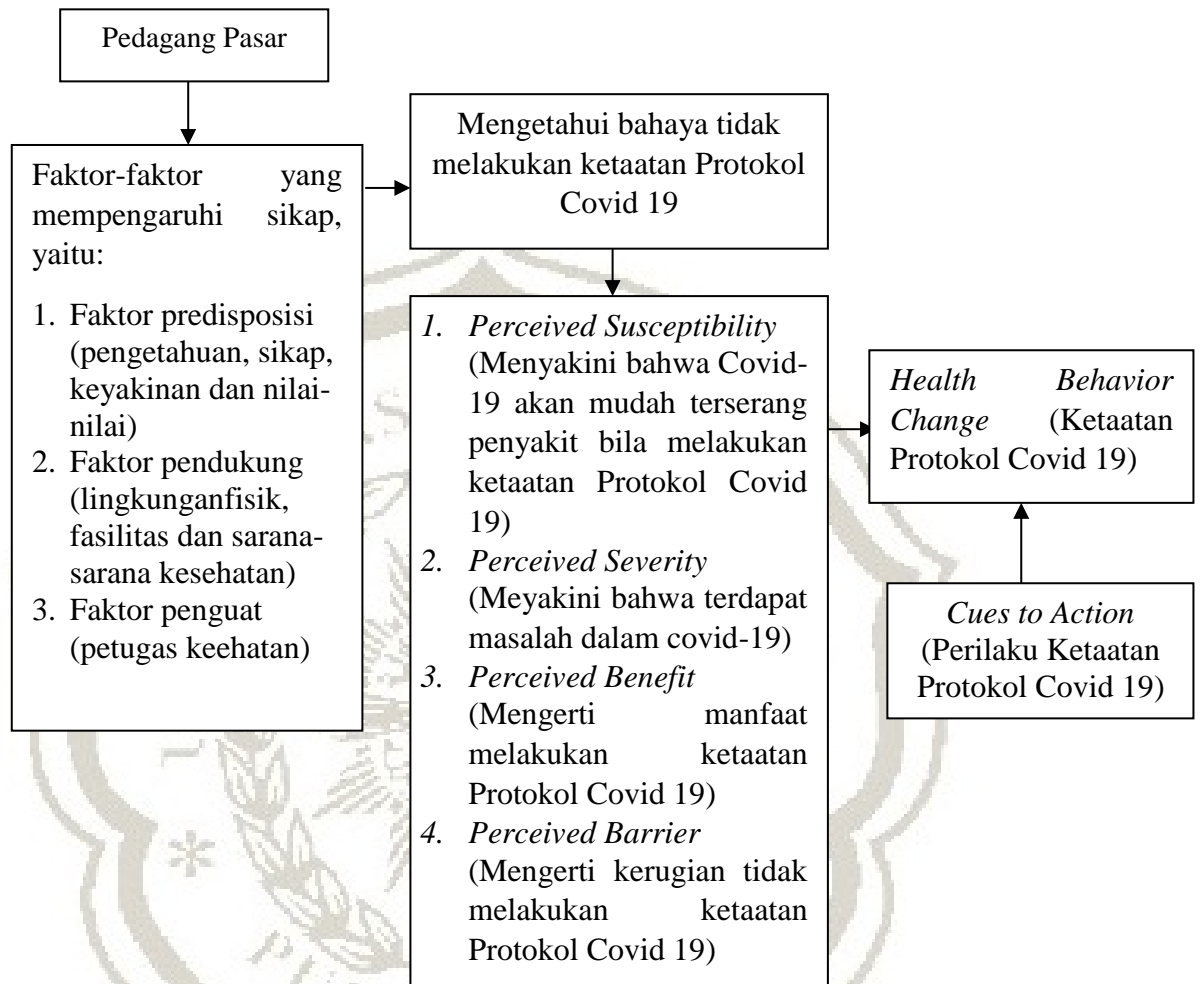 Pedagang Pasar
Faktor-faktor yang
mempengaruhi sikap,
yaitu:
1. Faktor predisposisi
(pengetahuan, sikap,
keyakinan dan nilai-
nilai)
2. Faktor pendukung
(lingkunganfisik,
fasilitas dan sarana-
sarana kesehatan)
3. Faktor penguat
(petugas keehatan)
Mengetahui bahaya tidak
melakukan ketaatan Protokol
Covid 19
1. Perceived Susceptibility
(Menyakini bahwa Covid-
19 akan mudah terserang
penyakit bila melakukan
ketaatan Protokol Covid
19)
2. Perceived Severity
(Meyakini bahwa terdapat
masalah dalam covid-19)
3. Perceived Benefit
(Mengerti manfaat
melakukan ketaatan
Protokol Covid 19)
4. Perceived Barrier
(Mengerti kerugian tidak
melakukan ketaatan
Protokol Covid 19)
Health Behavior
Change (Ketaatan
Protokol Covid 19)
Cues to Action
(Perilaku Ketaatan
Protokol Covid 19)